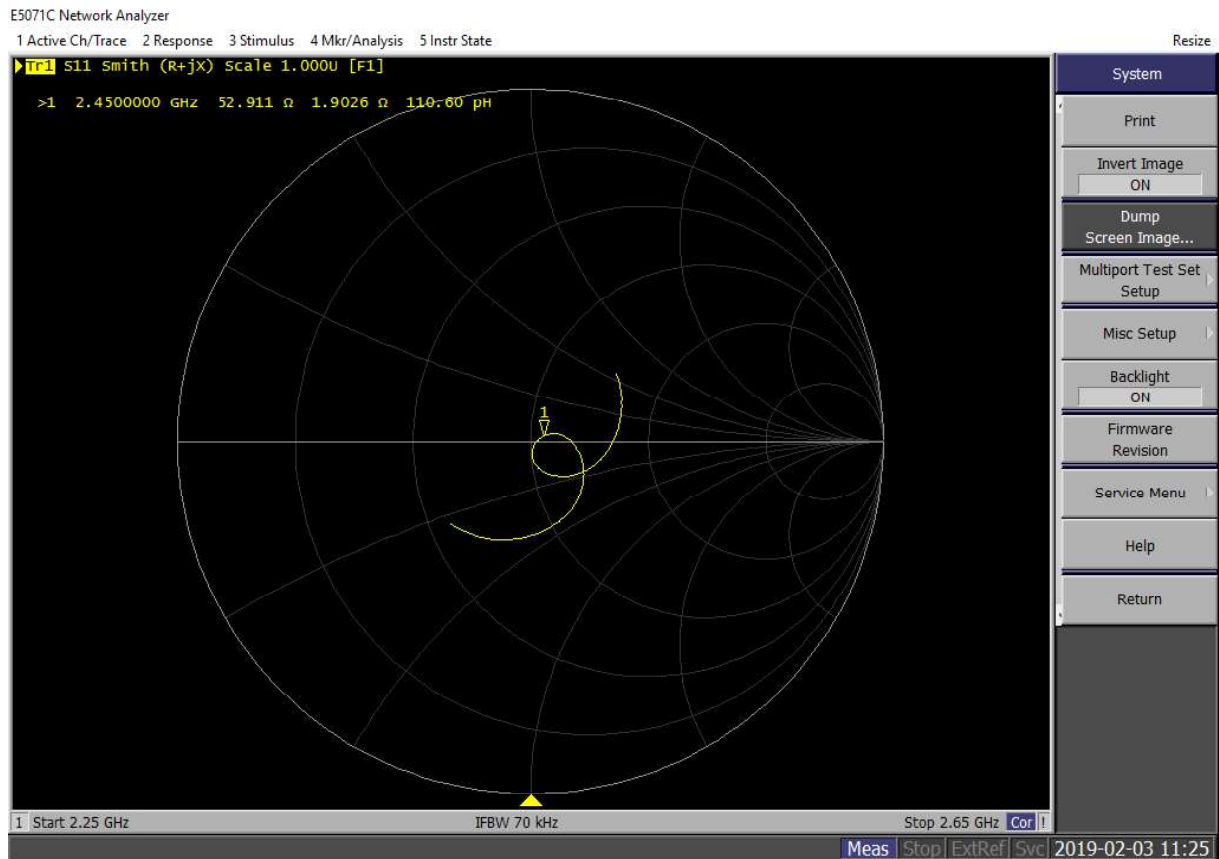 E5071C Network Analyzer
1 Active Ch/Trace 2 Response 3 Stimulus 4 Mkr/Analysis 5 Instr State Resize
Tr1 S11 Smith (R+jX) Scale 1.000U [F1]
>1 2.4500000 GHz 52.911 Ω 1.9026 Ω 110.60 pH
1
System
Print
Invert Image
ON
Dump
Screen Image...
Multiport Test Set
Setup
Misc Setup
Backlight
ON
Firmware
Revision
Service Menu
Help
Return
1 Start 2.25 GHz IFBW 70 kHz Stop 2.65 GHz Cor !
Meas Stop ExtRef Svc 2019-02-03 11:25